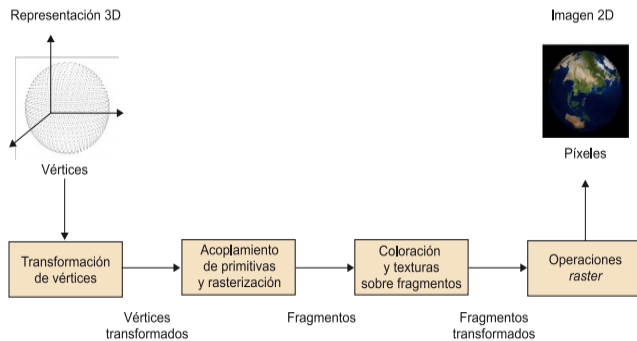 Representación 3D
Imagen 2D
Vértices
Píxeles
Transformación
de vértices
Acoplamiento
de primitivas
y rasterización
Coloración
y texturas
sobre fragmentos
Operaciones
raster
Vértices
transformados
Fragmentos
Fragmentos
transformados